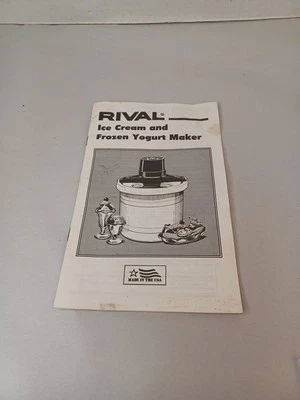 RIVAL®
Ice Cream and
Frozen Yogurt Maker
MADE IN THE USA